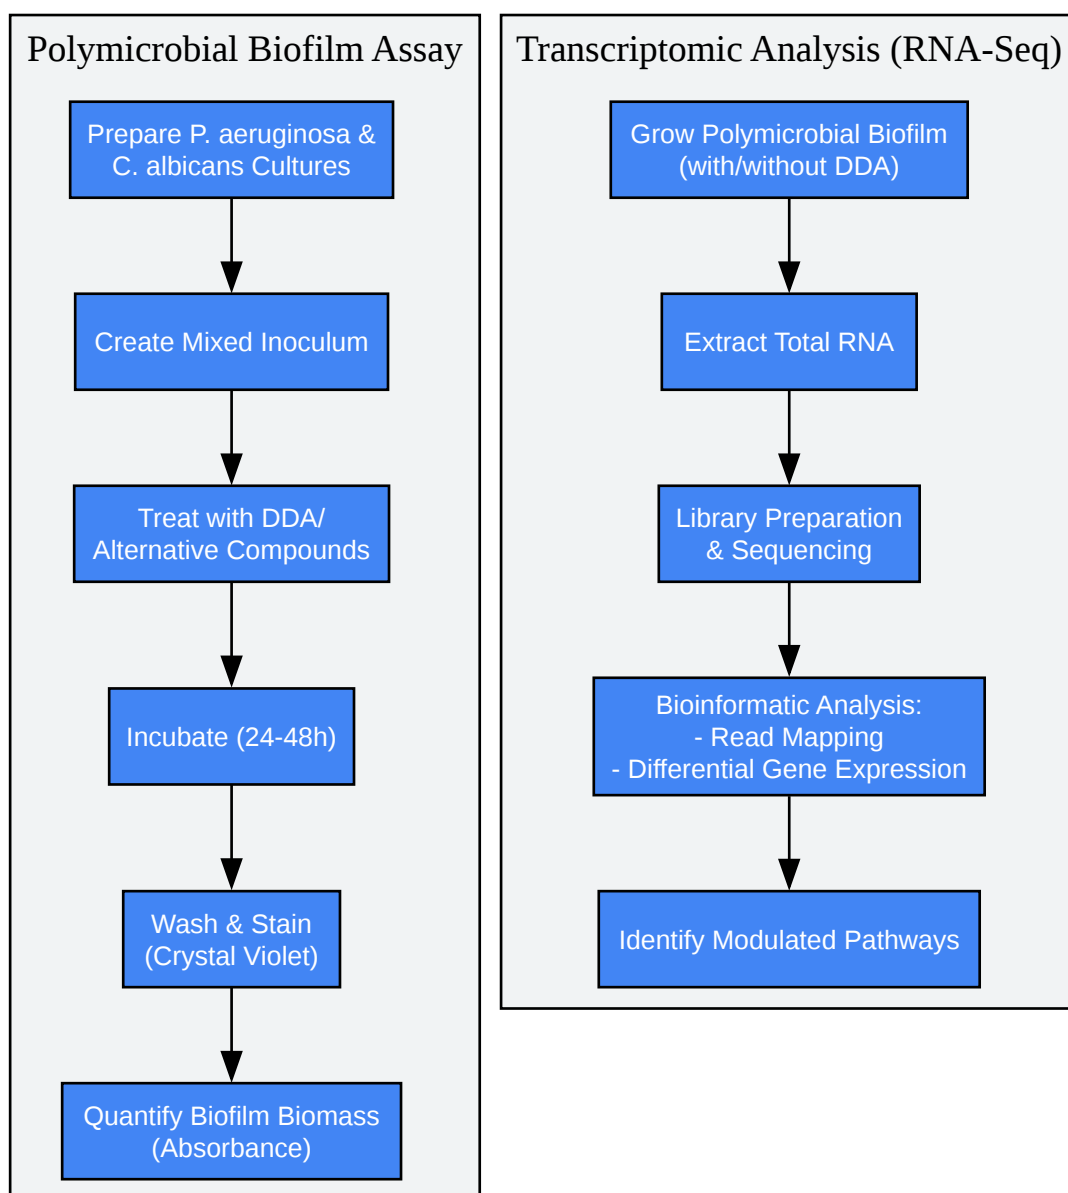 Polymicrobial Biofilm Assay
Prepare P. aeruginosa &
C. albicans Cultures
Create Mixed Inoculum
Treat with DDA/
Alternative Compounds
Incubate (24-48h)
Wash & Stain
(Crystal Violet)
Quantify Biofilm Biomass
(Absorbance)
Transcriptomic Analysis (RNA-Seq)
Grow Polymicrobial Biofilm
(with/without DDA)
Extract Total RNA
Library Preparation
& Sequencing
Bioinformatic Analysis:
- Read Mapping
- Differential Gene Expression
Identify Modulated Pathways